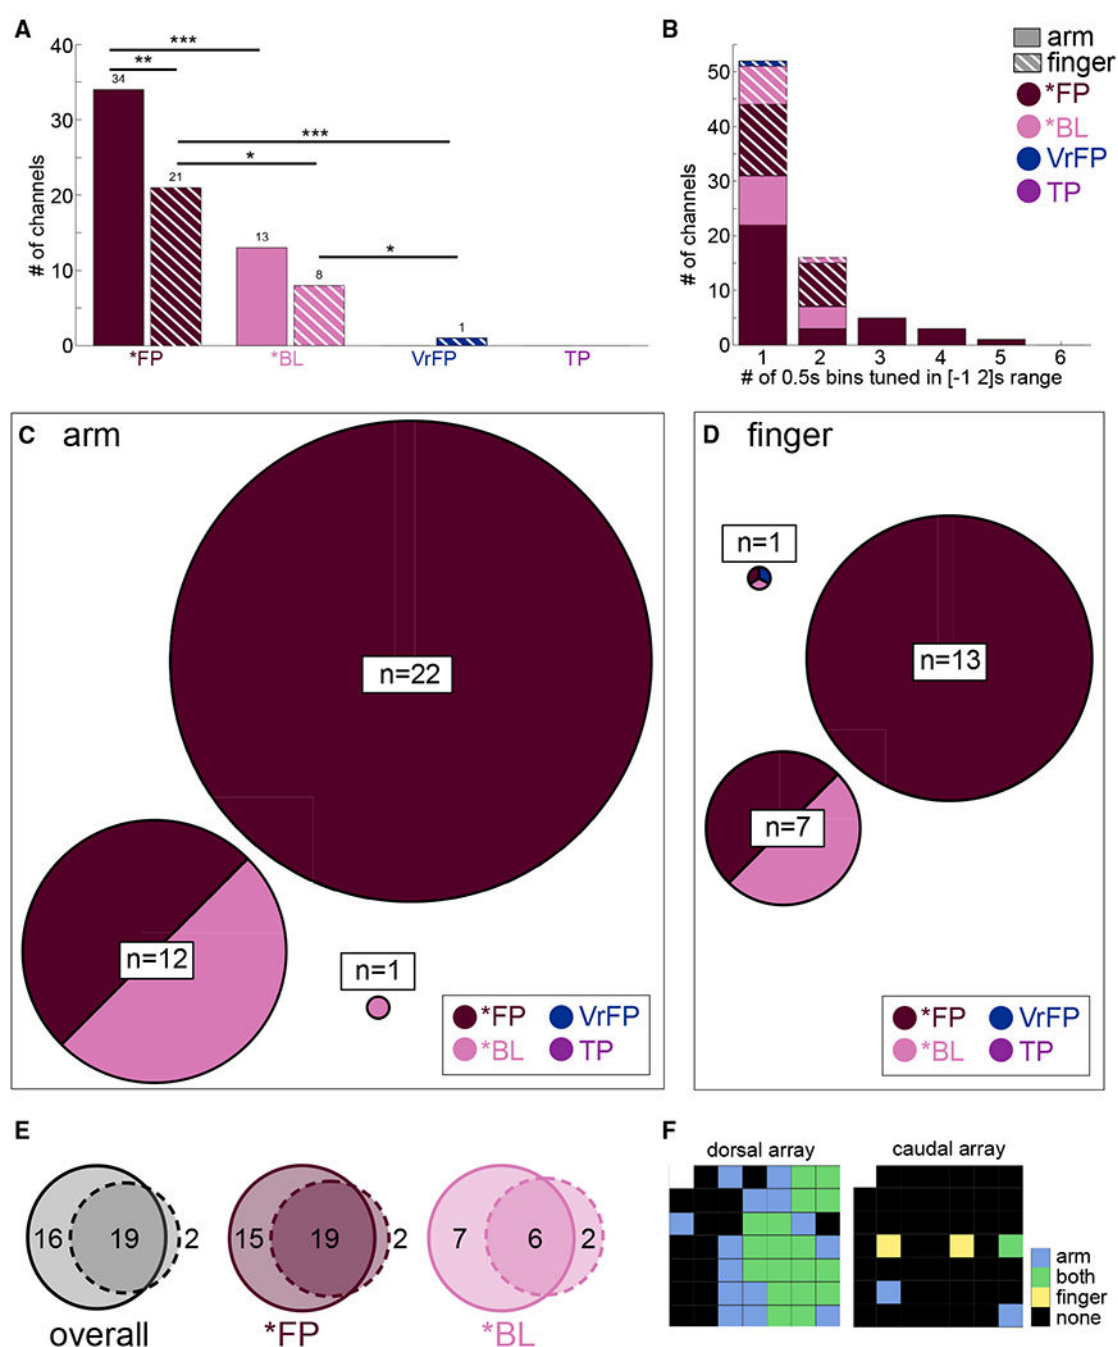 A
# of channels
40
30
20
10
0
***
**
***
*
*
34
21
13
8
1
*FP
*BL
VrFP
TP
B
# of channels
50
40
30
20
10
0
1 2 3 4 5 6
# of 0.5s bins tuned in [-1 2]s range
arm
finger
*FP
*BL
VrFP
TP
C arm
n=22
n=12
n=1
*FP VrFP
*BL TP
D finger
n=1
n=13
n=7
*FP VrFP
*BL TP
E
16 19 2
overall
15 19 2
*FP
7 6 2
*BL
F
dorsal array
caudal array
arm
both
finger
none